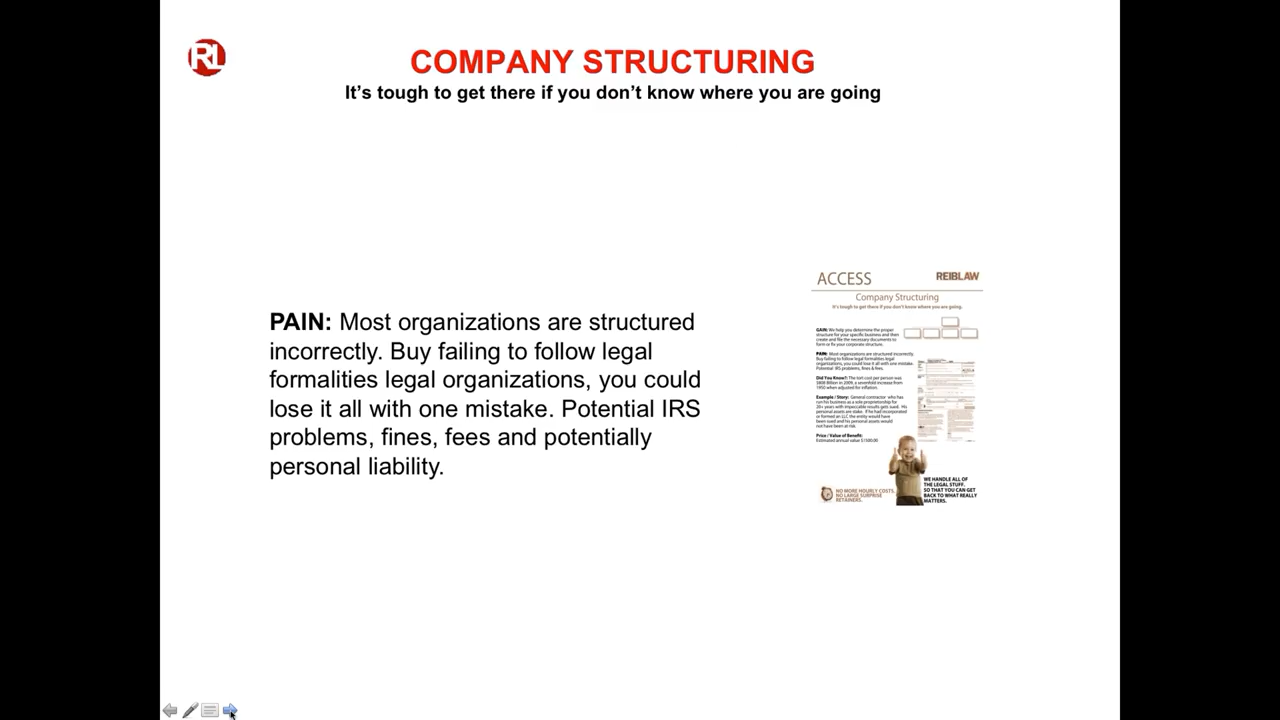 RL
COMPANY STRUCTURING
It's tough to get there if you don't know where you are going
PAIN: Most organizations are structured
incorrectly. Buy failing to follow legal
formalities legal organizations, you could
lose it all with one mistake. Potential IRS
problems, fines, fees and potentially
personal liability.
ACCESS
REIBLAW
Company Structuring
It's tough to get there if you don't know where you are going.
GAIN: We help you determine the proper
structure for your specific business and then
create and file the necessary documents to
form or fix your corporate structure.
PAIN: Most organizations are structured incorrectly.
Buy failing to follow legal formalities legal
organizations, you could lose it all with one mistake.
Potential IRS problems, fines & fees.
Did You Know? The tort cost per person was
$808 Billion in 2009, a sevenfold increase from
1950 when adjusted for inflation.
Example / Story: General contractor who has
run his business as a sole proprietorship for
20+ years with impeccable results gets sued. His
personal assets are stake. If he had incorporated
or formed an LLC the entity would have
been sued and his personal assets would
not have been at risk.
Price / Value of Benefit:
Estimated annual value $1500.00
NO MORE HOURLY COSTS,
NO LARGE SURPRISE
RETAINERS.
WE HANDLE ALL OF
THE LEGAL STUFF.
SO THAT YOU CAN GET
BACK TO WHAT REALLY
MATTERS.